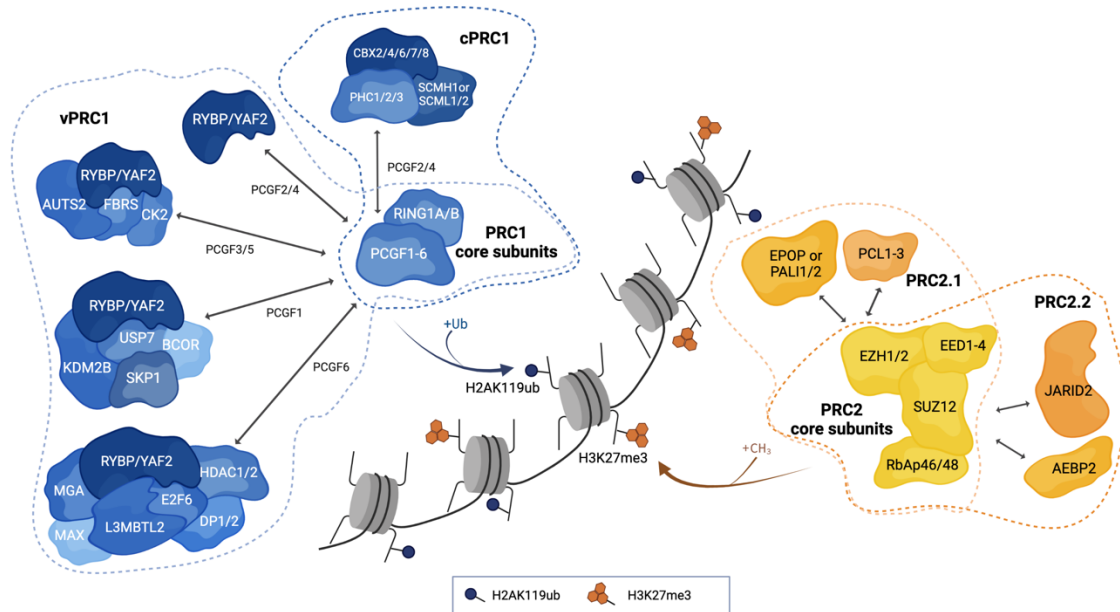 cPRC1
CBX2/4/6/7/8
PHC1/2/3
SCMH1or
SCML1/2
vPRC1
RYBP/YAF2
PCGF2/4
PCGF2/4
RYBP/YAF2
AUTS2
FBRS
CK2
PCGF3/5
RING1A/B
PCGF1-6
PRC1
core subunits
RYBP/YAF2
USP7
BCOR
KDM2B
SKP1
PCGF1
PCGF6
RYBP/YAF2
HDAC1/2
MGA
E2F6
L3MBTL2
DP1/2
MAX
+Ub
H2AK119ub
H3K27me3
+CH₃
EPOP or
PALI1/2
PCL1-3
PRC2.1
PRC2.2
EZH1/2
EED1-4
SUZ12
PRC2
core subunits
RbAp46/48
JARID2
AEBP2
H2AK119ub
H3K27me3